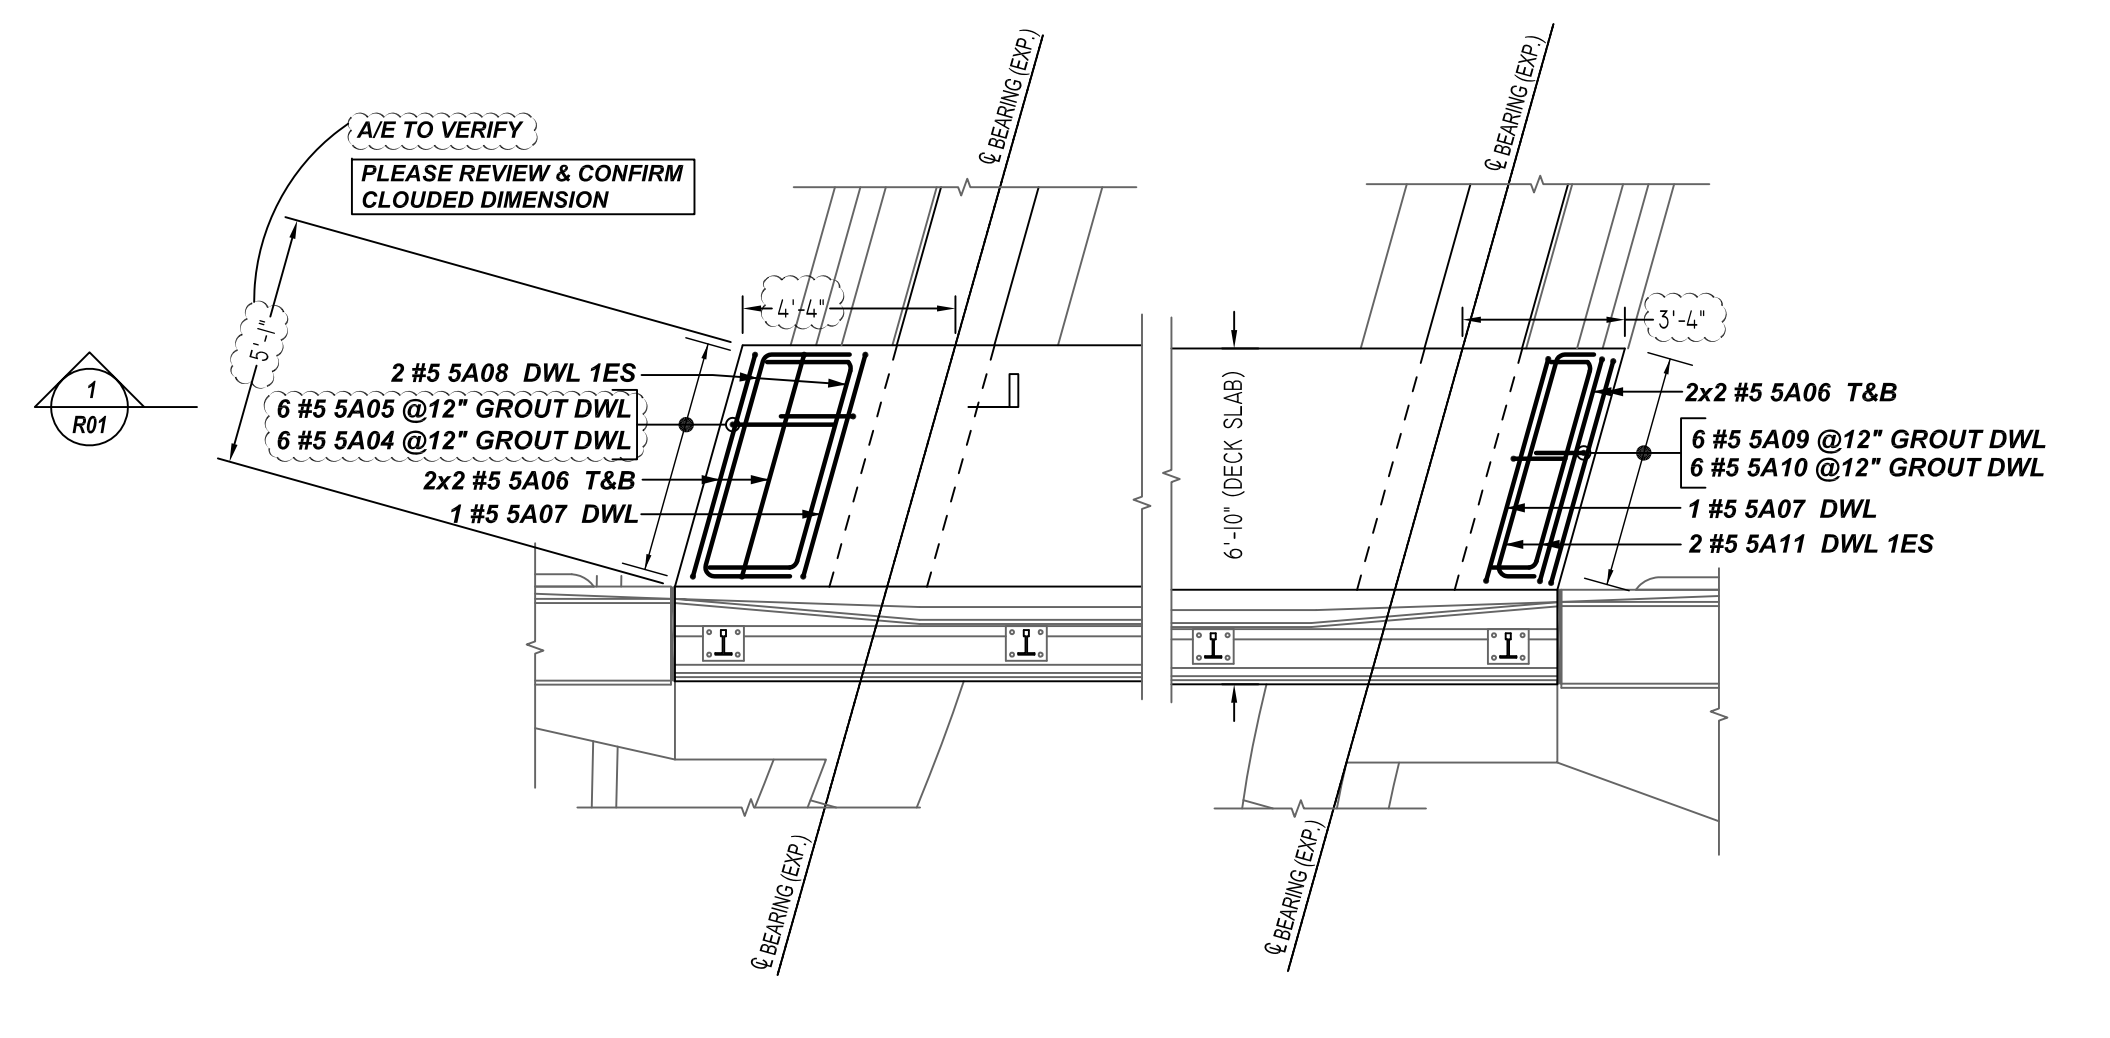 ℄ BEARING (EXP.)
℄ BEARING (EXP.)
A/E TO VERIFY
PLEASE REVIEW & CONFIRM
CLOUDED DIMENSION
4'-4"
3'-4"
5'-1"
1
R01
2 #5 5A08 DWL 1ES
6 #5 5A05 @12" GROUT DWL
6 #5 5A04 @12" GROUT DWL
2x2 #5 5A06 T&B
1 #5 5A07 DWL
6'-10" (DECK SLAB)
2x2 #5 5A06 T&B
6 #5 5A09 @12" GROUT DWL
6 #5 5A10 @12" GROUT DWL
1 #5 5A07 DWL
2 #5 5A11 DWL 1ES
℄ BEARING (EXP.)
℄ BEARING (EXP.)